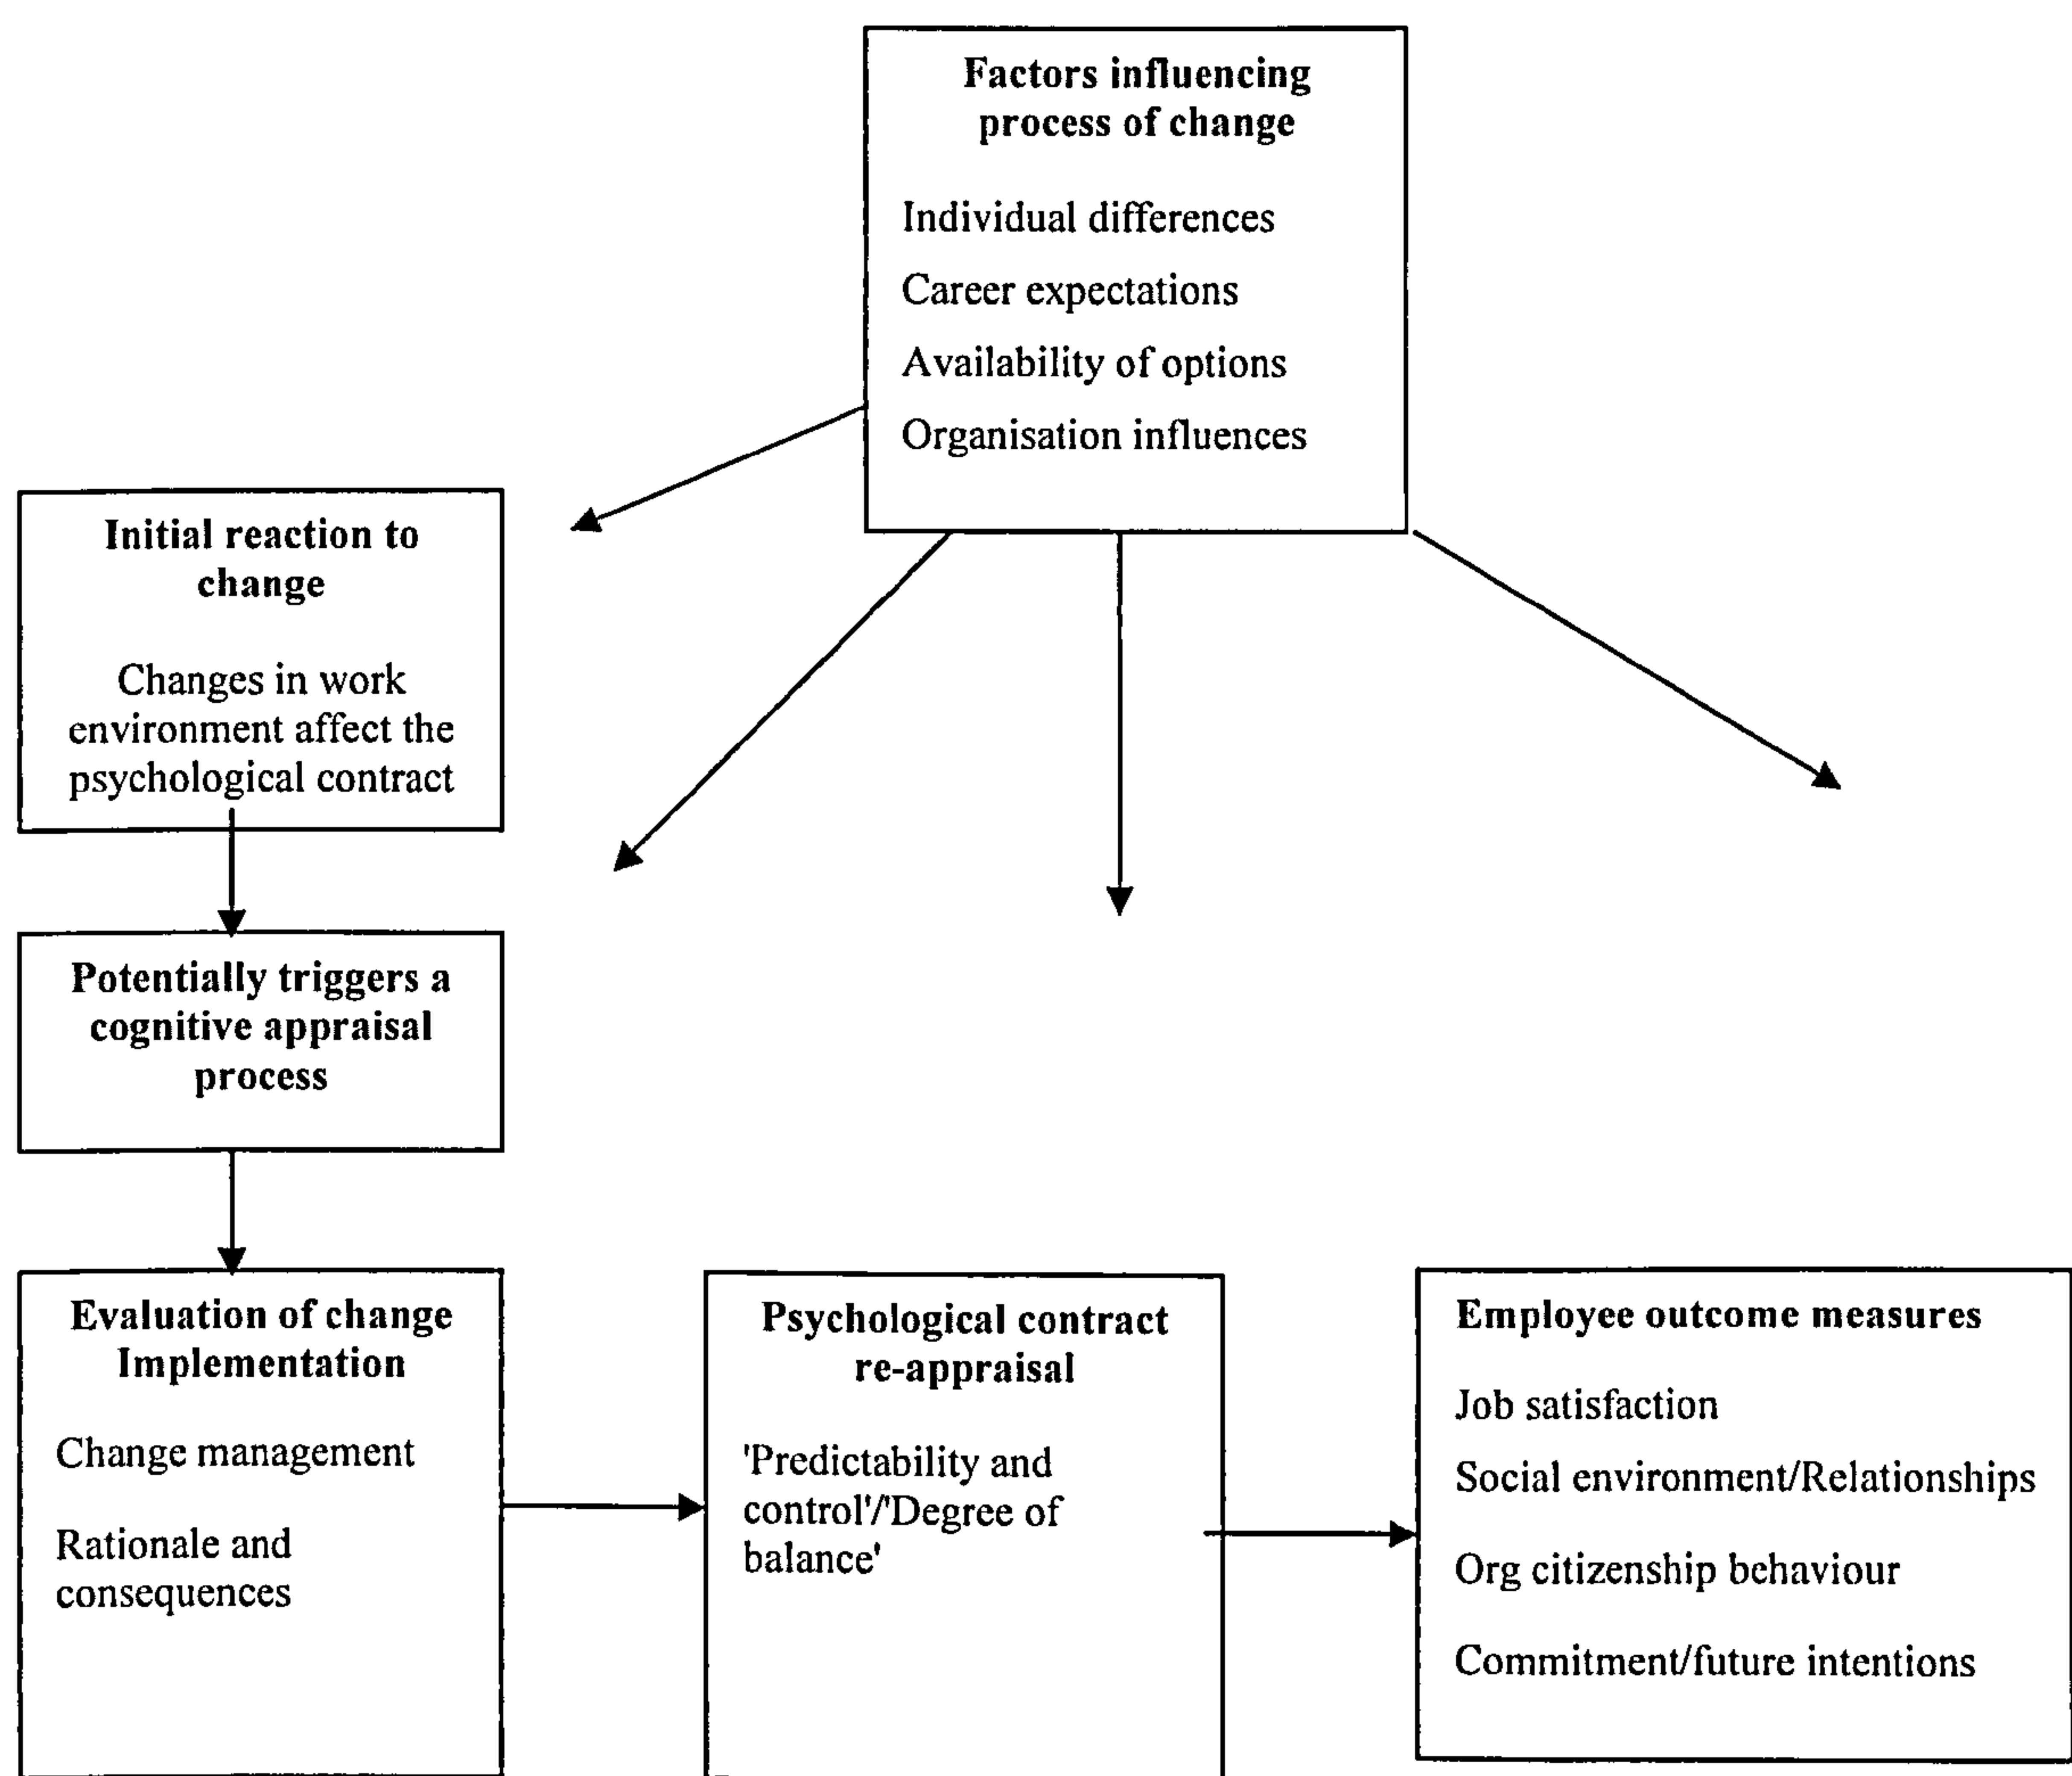 Factors influencing
process of change
Individual differences
Career expectations
Availability of options
Organisation influences
Initial reaction to
change
Changes in work
environment affect the
psychological contract
Potentially triggers a
cognitive appraisal
process
Evaluation of change
Implementation
Change management
Rationale and
consequences
Psychological contract
re-appraisal
'Predictability and
control'/'Degree of
balance'
Employee outcome measures
Job satisfaction
Social environment/Relationships
Org citizenship behaviour
Commitment/future intentions